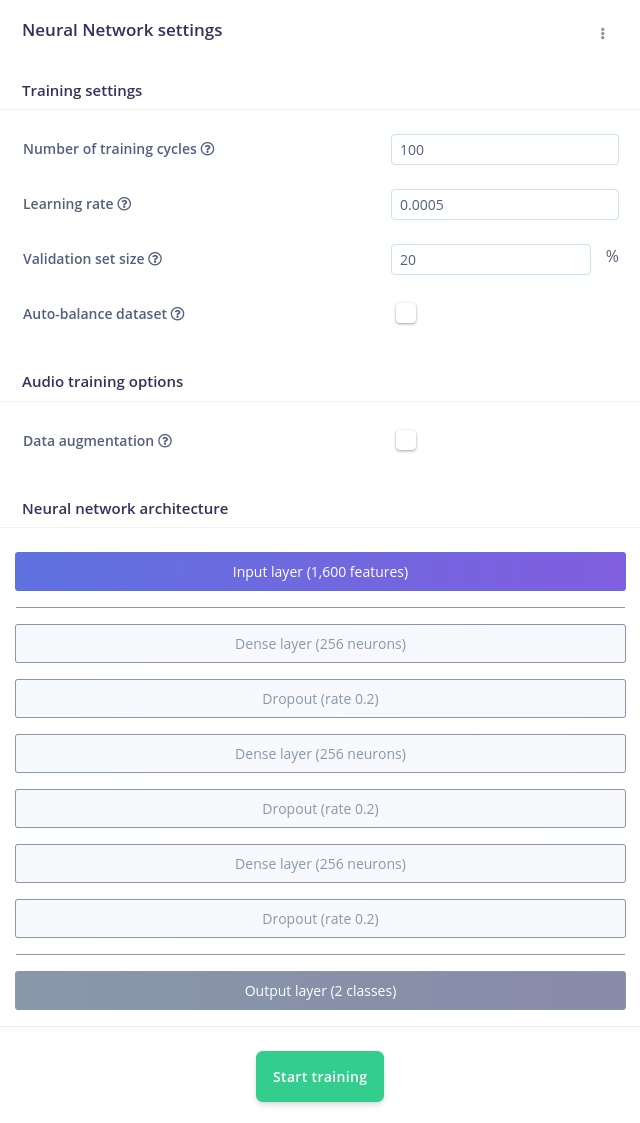 Neural Network settings
Training settings
Number of training cycles
100
Learning rate
0.0005
Validation set size
20
%
Auto-balance dataset
Audio training options
Data augmentation
Neural network architecture
Input layer (1,600 features)
Dense layer (256 neurons)
Dropout (rate 0.2)
Dense layer (256 neurons)
Dropout (rate 0.2)
Dense layer (256 neurons)
Dropout (rate 0.2)
Output layer (2 classes)
Start training